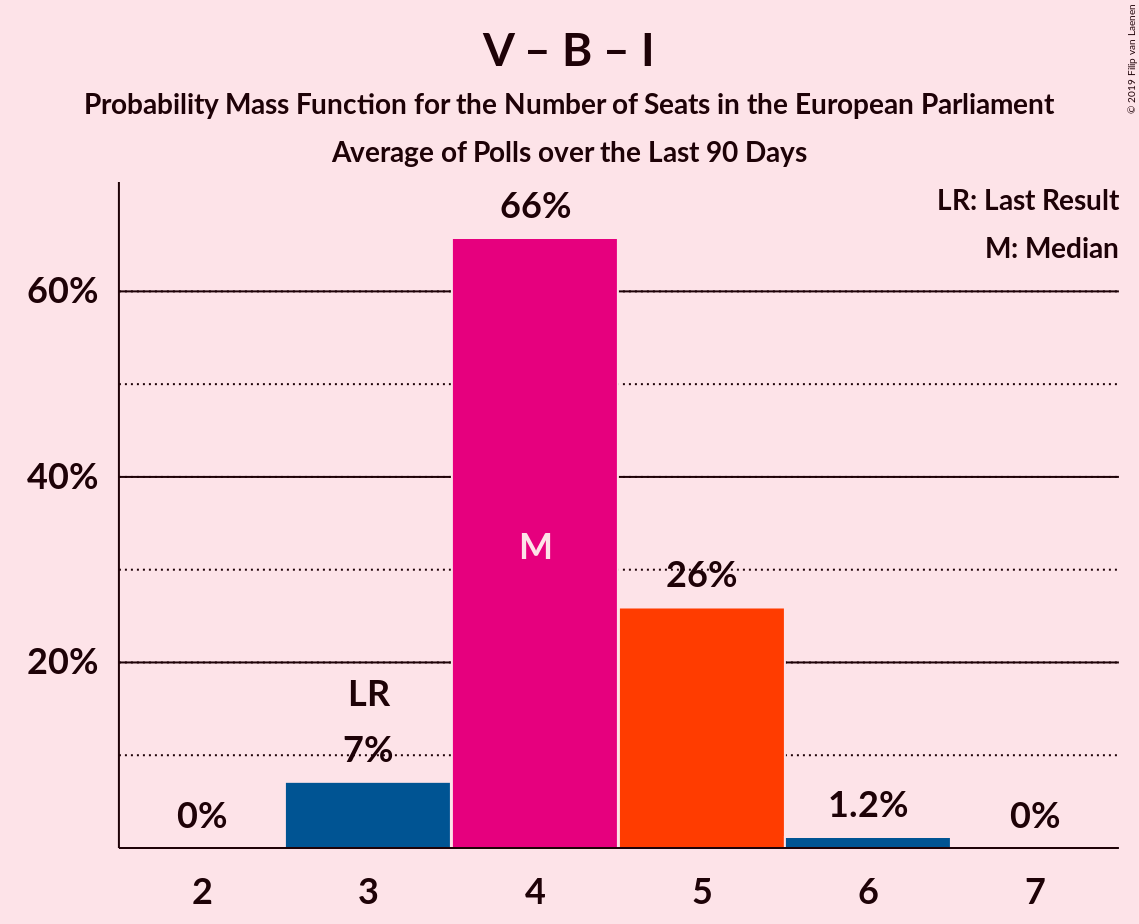 V – B – I
Probability Mass Function for the Number of Seats in the European Parliament
Average of Polls over the Last 90 Days
© 2019 Filip van Laenen
LR: Last Result
M: Median
66%
60%
40%
M
26%
20%
LR
7%
0%
1.2%
0%
2 3 4 5 6 7